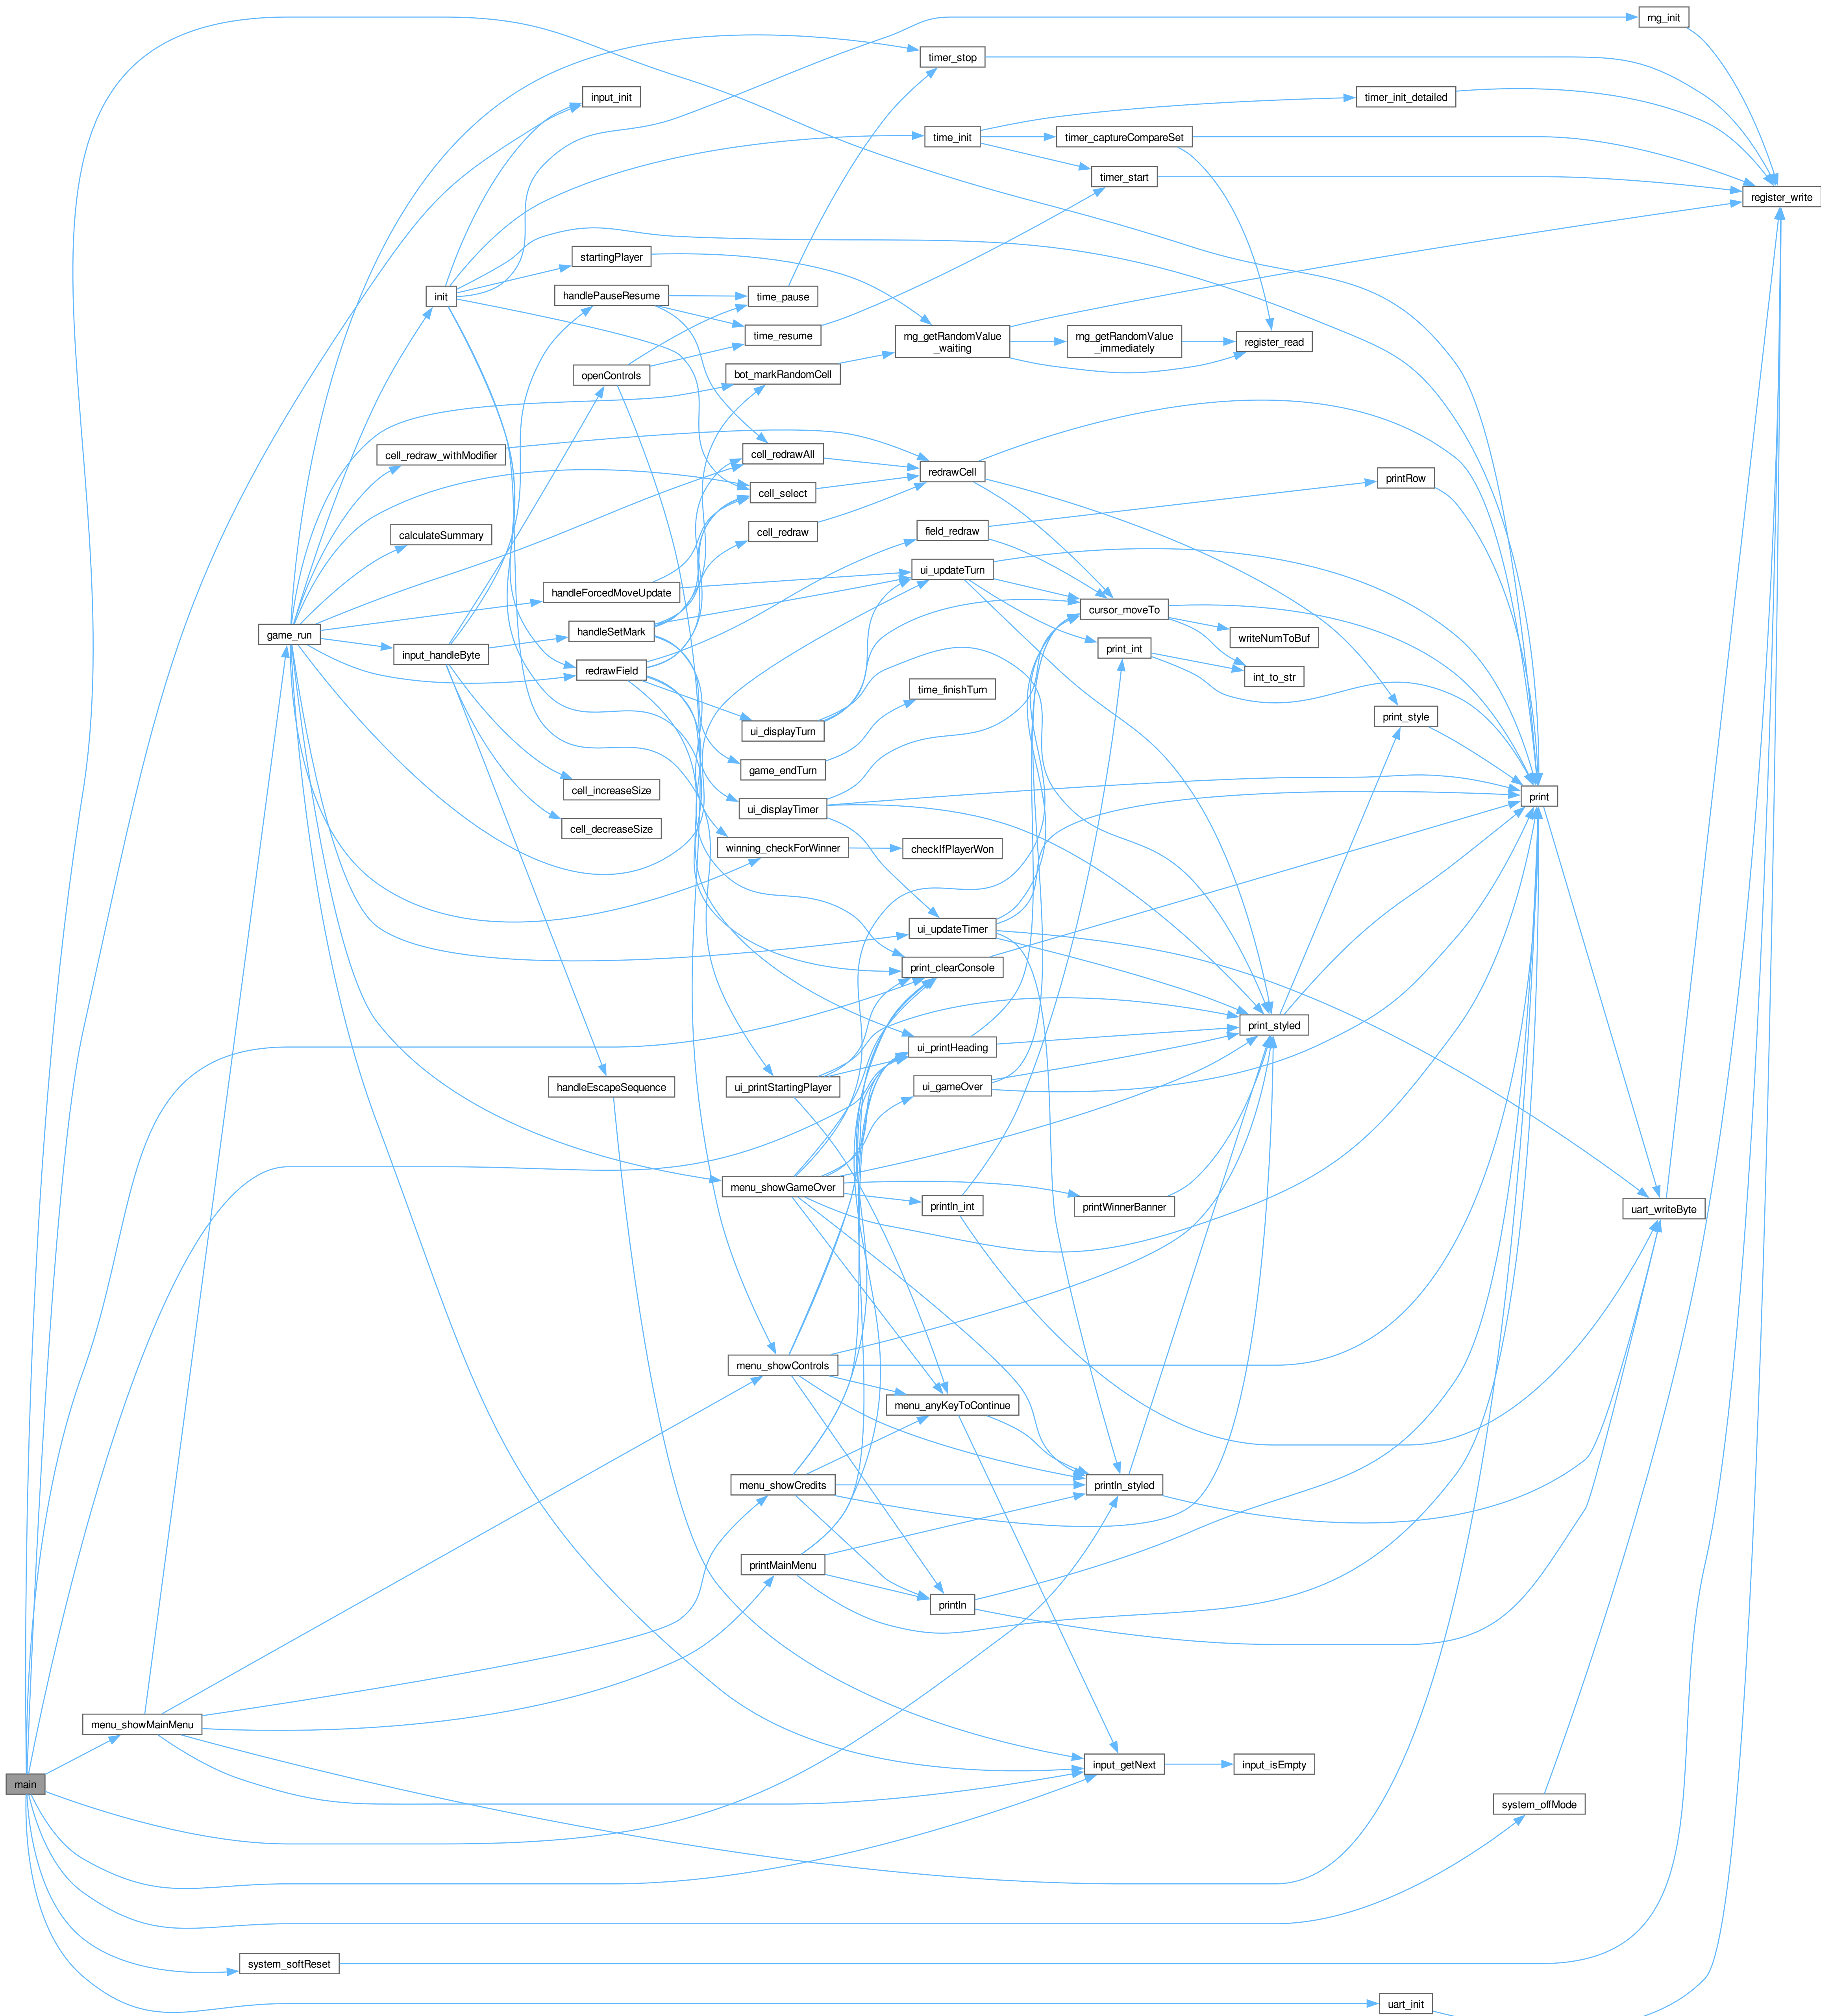 rng_init
timer_stop
input_init
timer_init_detailed
time_init
timer_captureCompareSet
timer_start
register_write
startingPlayer
init
handlePauseResume
time_pause
time_resume
rng_getRandomValue
_waiting
rng_getRandomValue
_immediately
register_read
openControls
bot_markRandomCell
cell_redraw_withModifier
cell_redrawAll
redrawCell
printRow
cell_select
calculateSummary
cell_redraw
field_redraw
ui_updateTurn
handleForcedMoveUpdate
cursor_moveTo
game_run
handleSetMark
writeNumToBuf
input_handleByte
print_int
redrawField
int_to_str
time_finishTurn
print_style
ui_displayTurn
game_endTurn
cell_increaseSize
print
ui_displayTimer
cell_decreaseSize
winning_checkForWinner
checkIfPlayerWon
ui_updateTimer
print_clearConsole
print_styled
ui_printHeading
handleEscapeSequence
ui_printStartingPlayer
ui_gameOver
menu_showGameOver
println_int
printWinnerBanner
uart_writeByte
menu_showControls
menu_anyKeyToContinue
menu_showCredits
println_styled
printMainMenu
println
menu_showMainMenu
input_getNext
input_isEmpty
main
system_offMode
system_softReset
uart_init